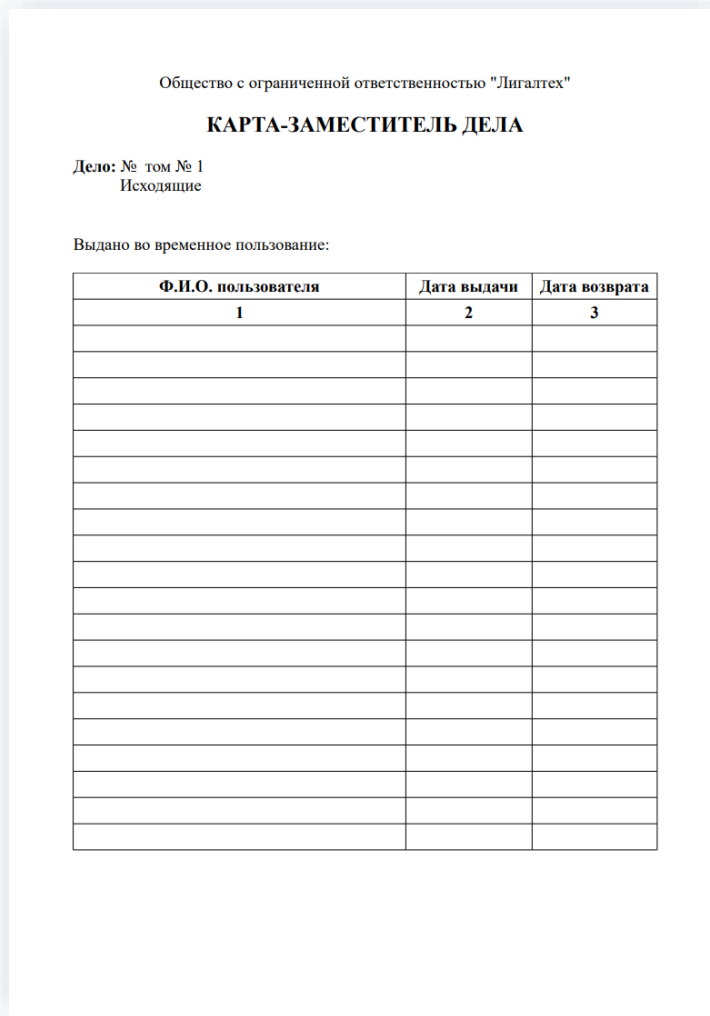 Общество с ограниченной ответственностью "Лигалтех"
КАРТА-ЗАМЕСТИТЕЛЬ ДЕЛА
Дело: № том № 1
Исходящие
Выдано во временное пользование:
Ф.И.О. пользователя Дата выдачи Дата возврата
1 2 3